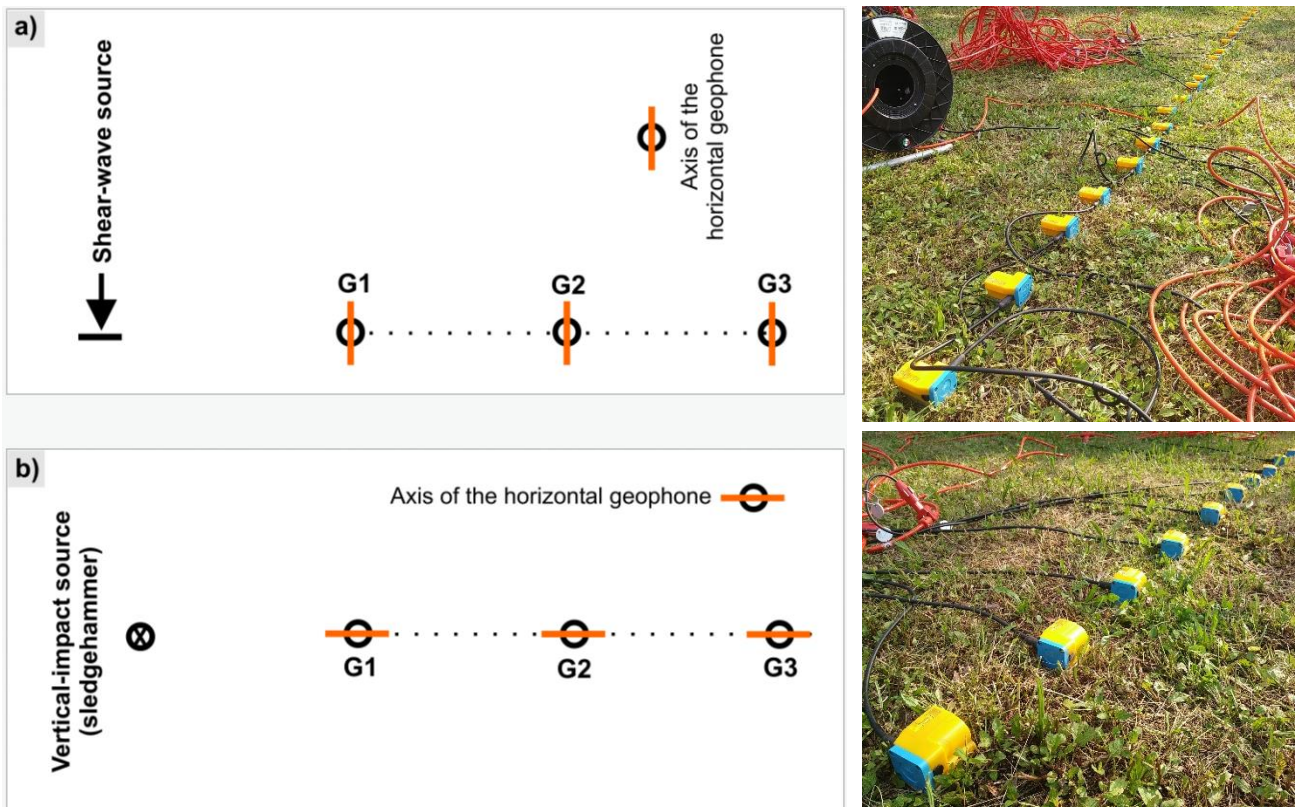 a)
Shear-wave source
Axis of the
horizontal geophone
G1
G2
G3
b)
Axis of the horizontal geophone
Vertical-impact source
(sledgehammer)
G1
G2
G3